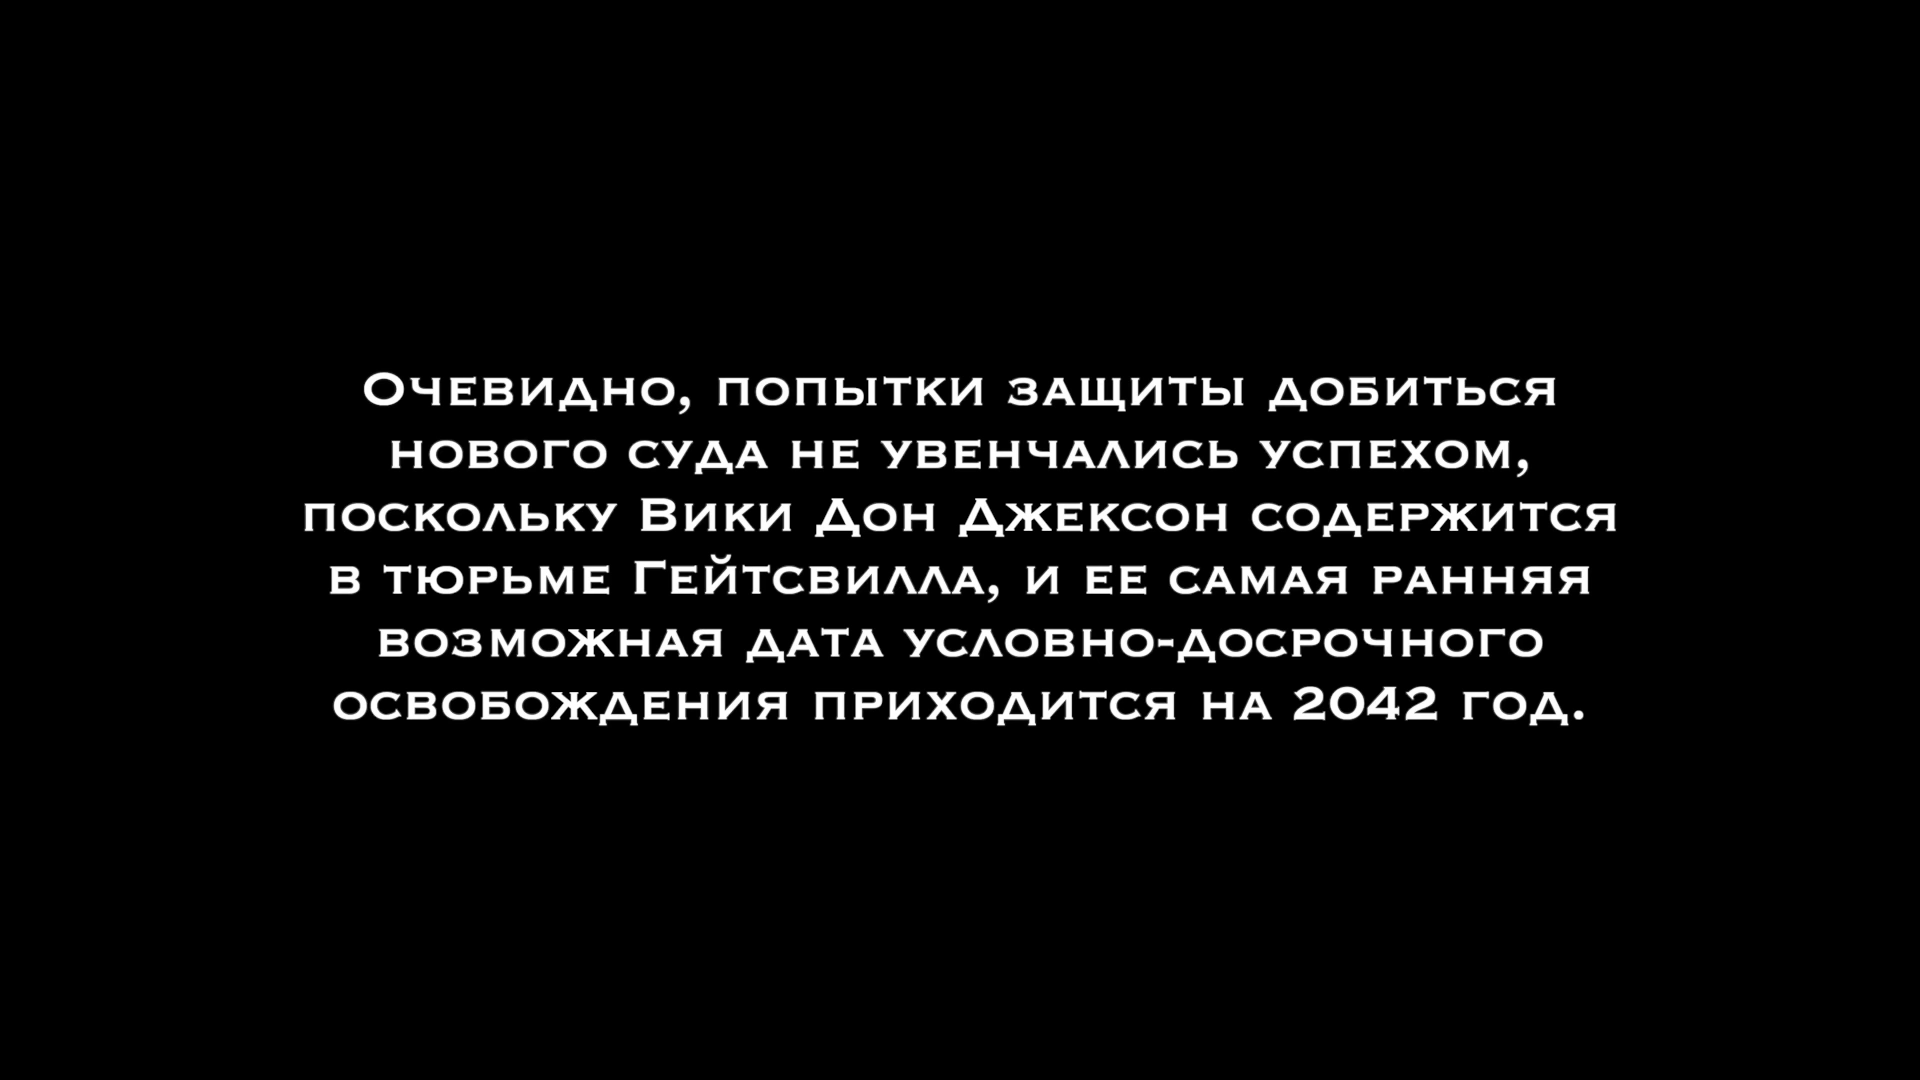 Очевидно, попытки защиты добиться
нового суда не увенчались успехом,
поскольку Вики Дон Джексон содержится
в тюрьме Гейтсвилла, и ее самая ранняя
возможная дата условно-досрочного
освобождения приходится на 2042 год.